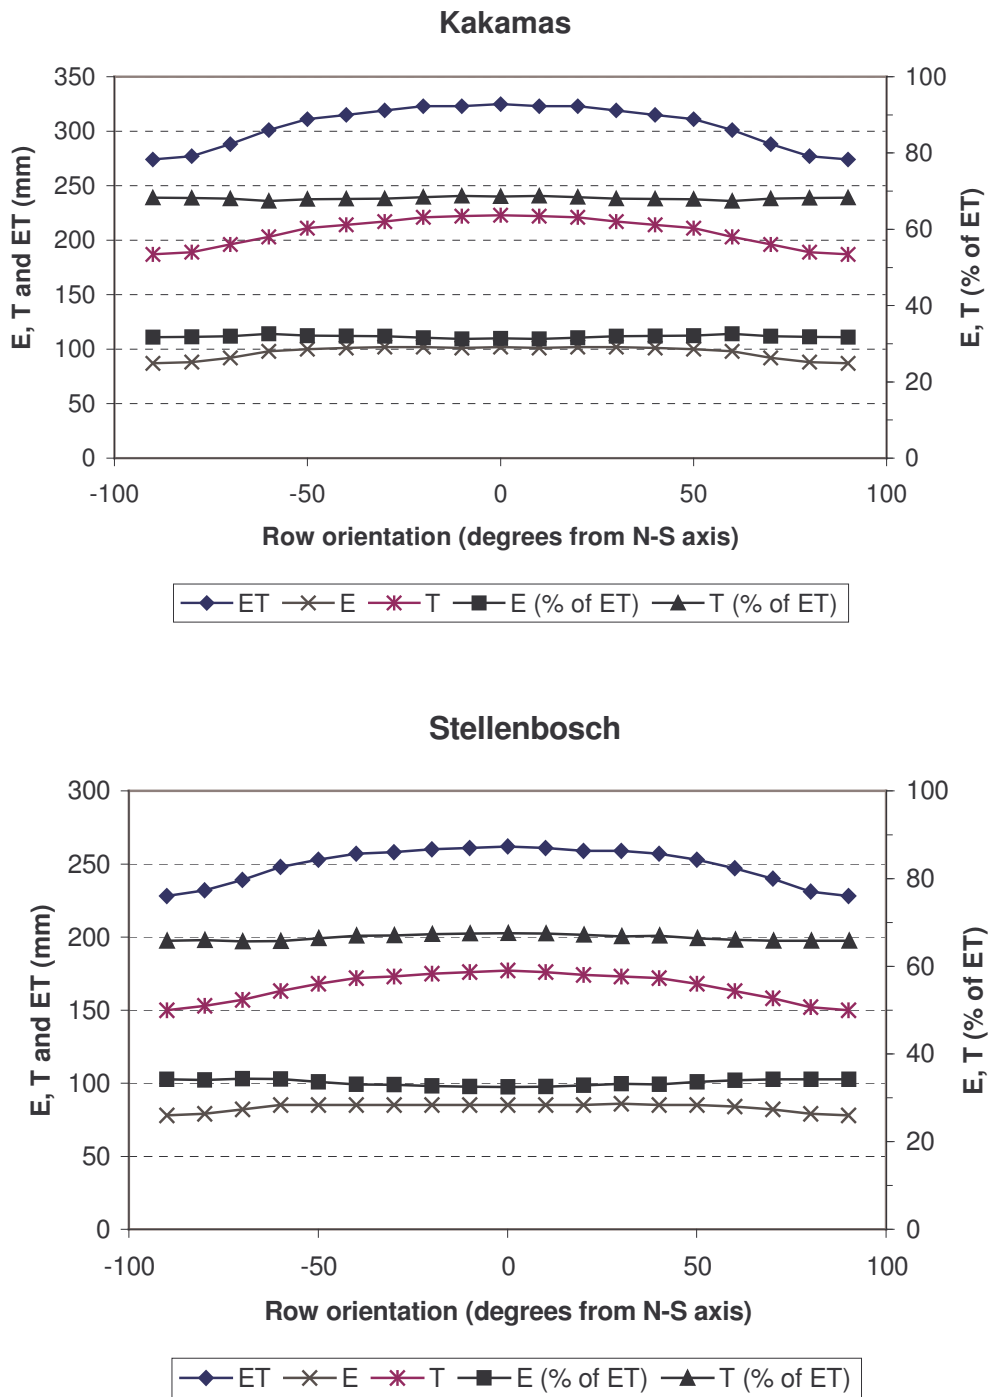 Kakamas
350
300
250
200
150
100
50
0
E, T and ET (mm)
100
80
60
40
20
0
E, T (% of ET)
-100 -50 0 50 100
Row orientation (degrees from N-S axis)
ET E T E (% of ET) T (% of ET)
Stellenbosch
300
250
200
150
100
50
0
E, T and ET (mm)
100
80
60
40
20
0
E, T (% of ET)
-100 -50 0 50 100
Row orientation (degrees from N-S axis)
ET E T E (% of ET) T (% of ET)